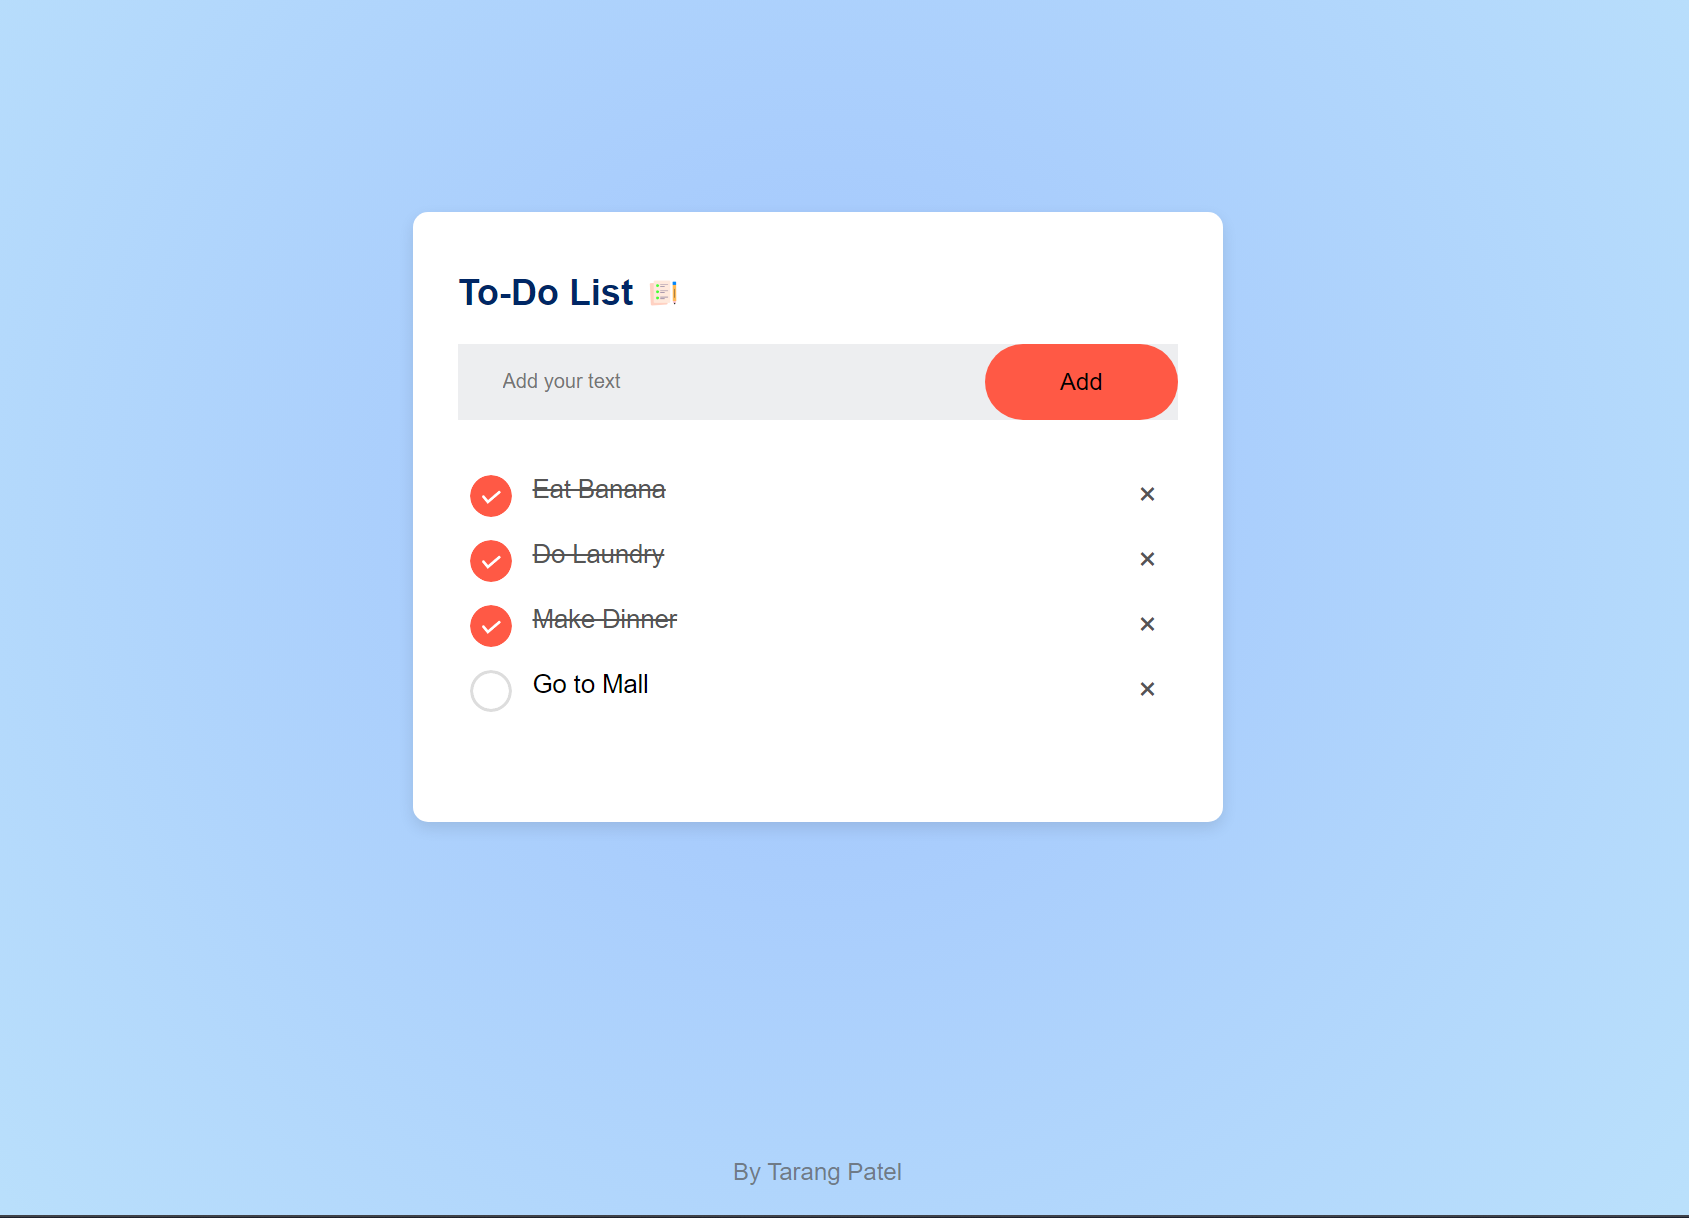 To-Do List
Add your text
Add
Eat Banana
Do Laundry
Make Dinner
Go to Mall
By Tarang Patel